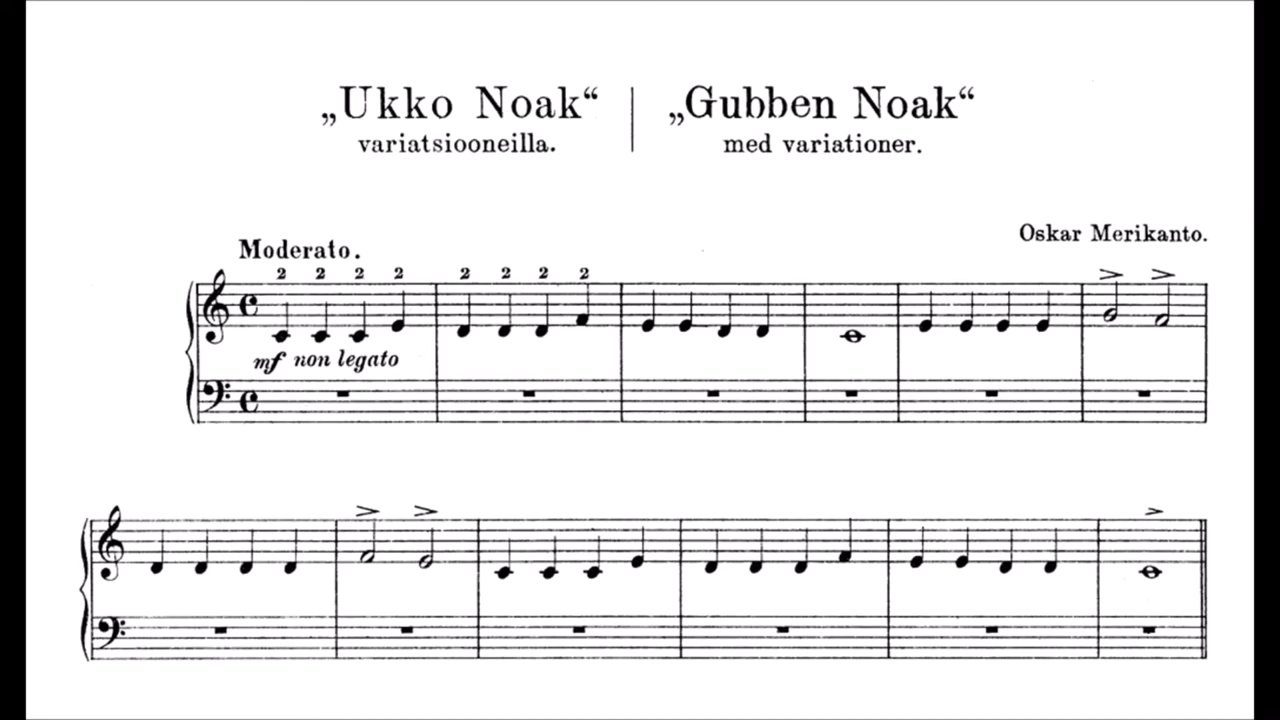 „Ukko Noak“
variatsiooneilla.
„Gubben Noak“
med variationer.
Oskar Merikanto.
Moderato.
2 2 2 2 2 2 2 2
mf non legato